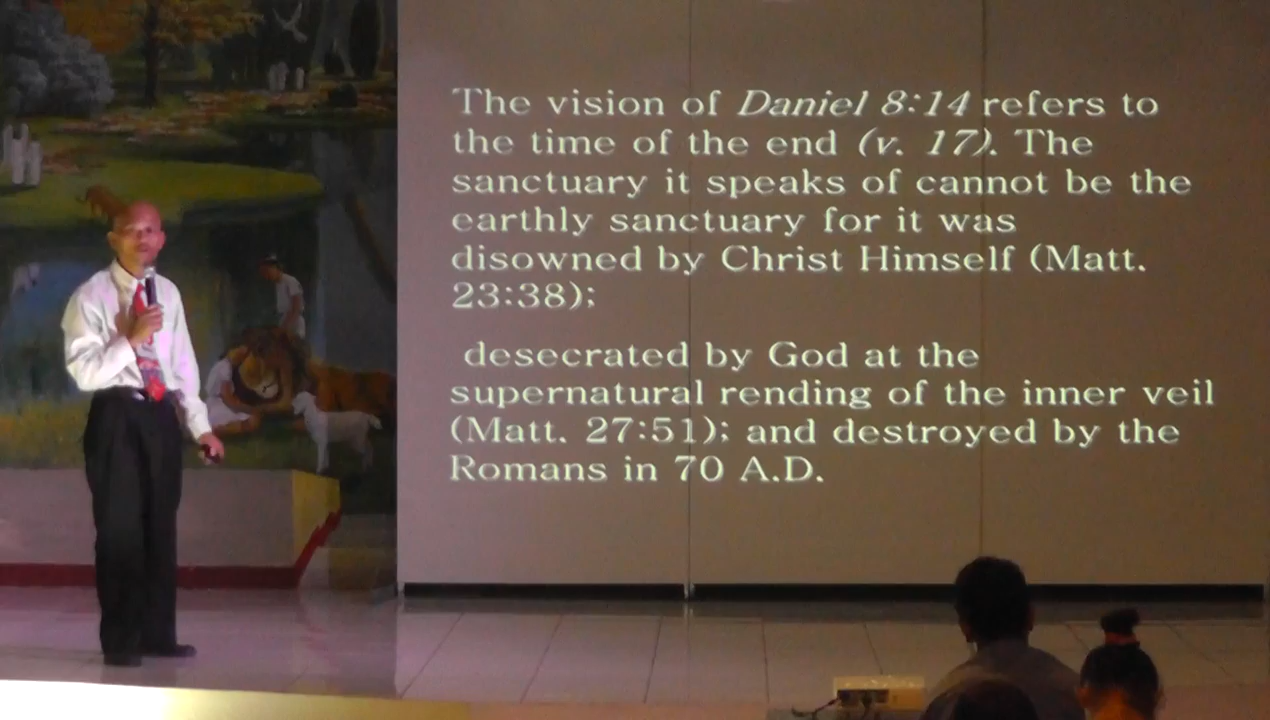 The vision of Daniel 8:14 refers to
the time of the end (v. 17). The
sanctuary it speaks of cannot be the
earthly sanctuary for it was
disowned by Christ Himself (Matt.
23:38);
desecrated by God at the
supernatural rending of the inner veil
(Matt. 27:51); and destroyed by the
Romans in 70 A.D.